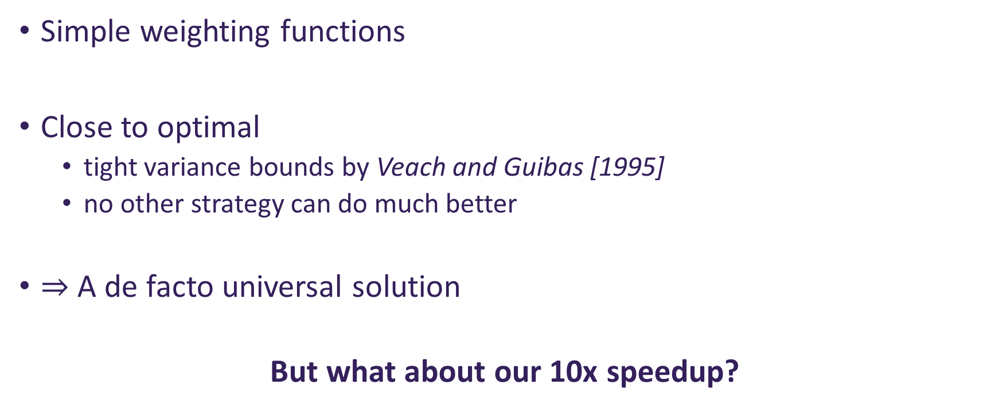 • Simple weighting functions
• Close to optimal
• tight variance bounds by Veach and Guibas [1995]
• no other strategy can do much better
• ⇒ A de facto universal solution
But what about our 10x speedup?